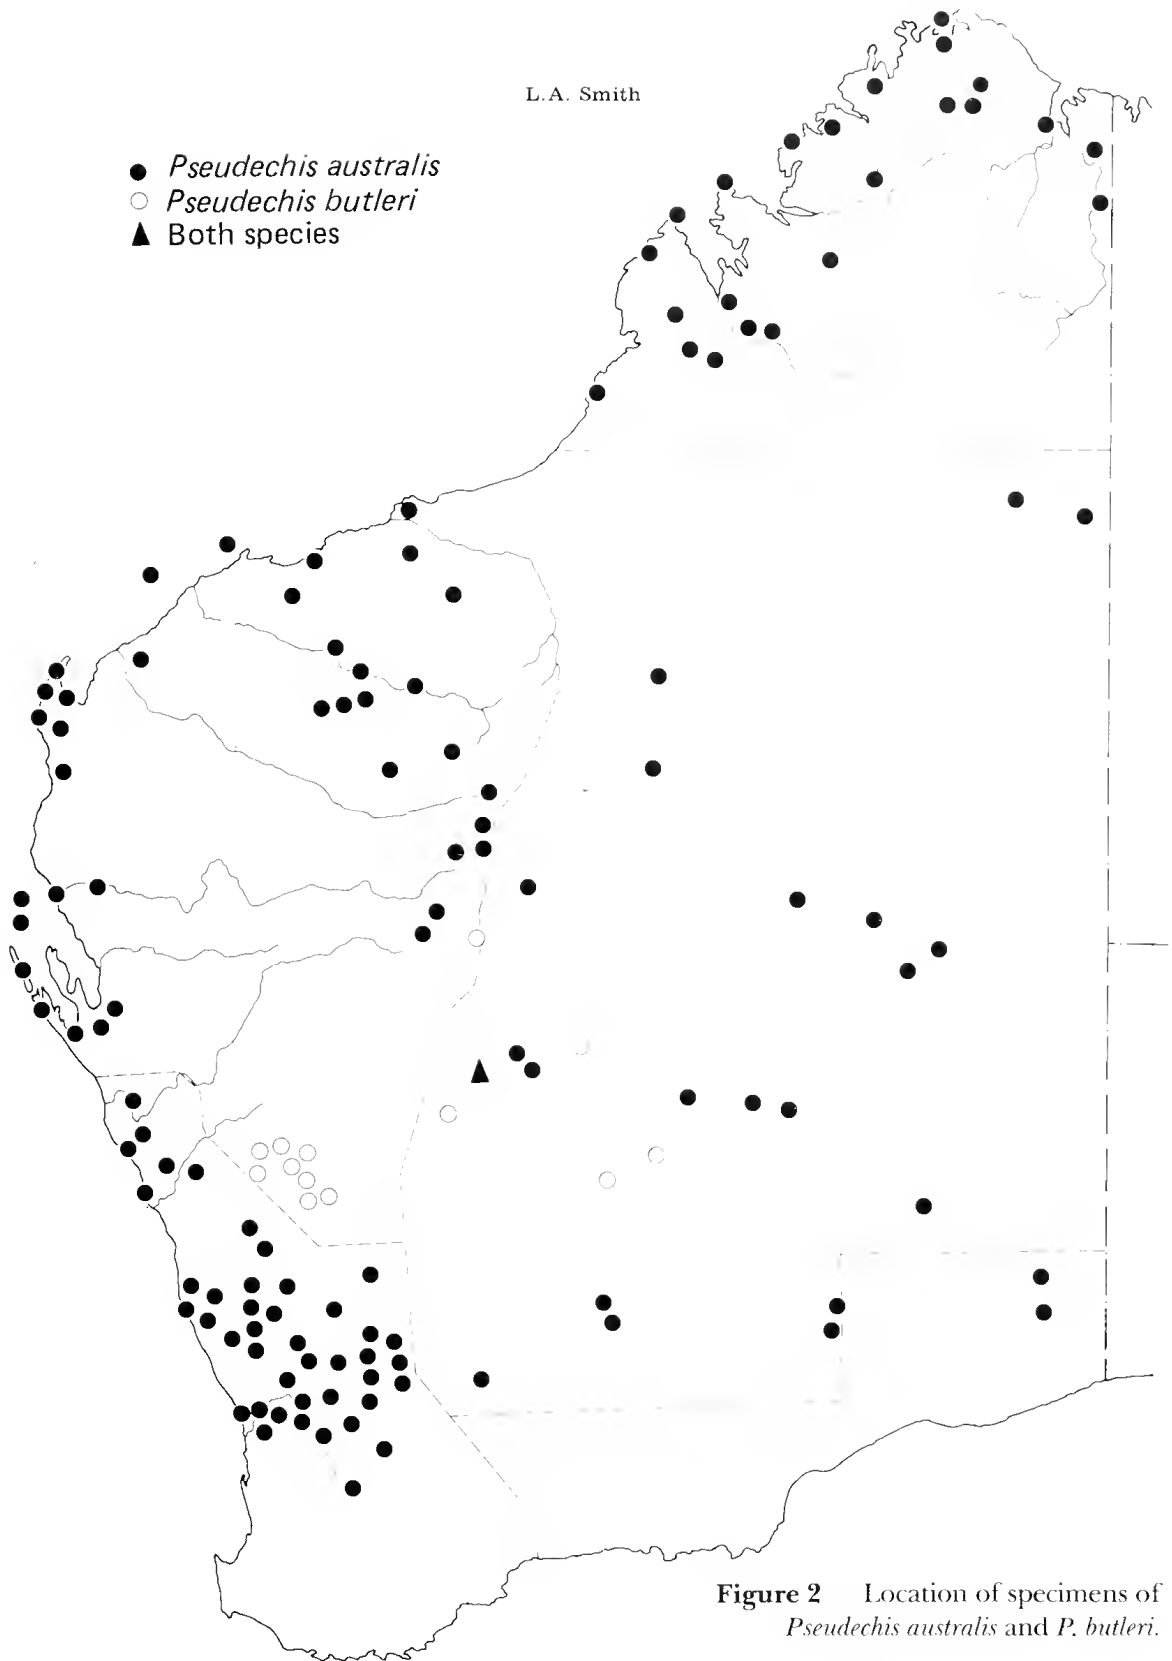 L.A. Smith
Pseudechis australis
Pseudechis butleri
Both species
Figure 2 Location of specimens of
Pseudechis australis and P. butleri.